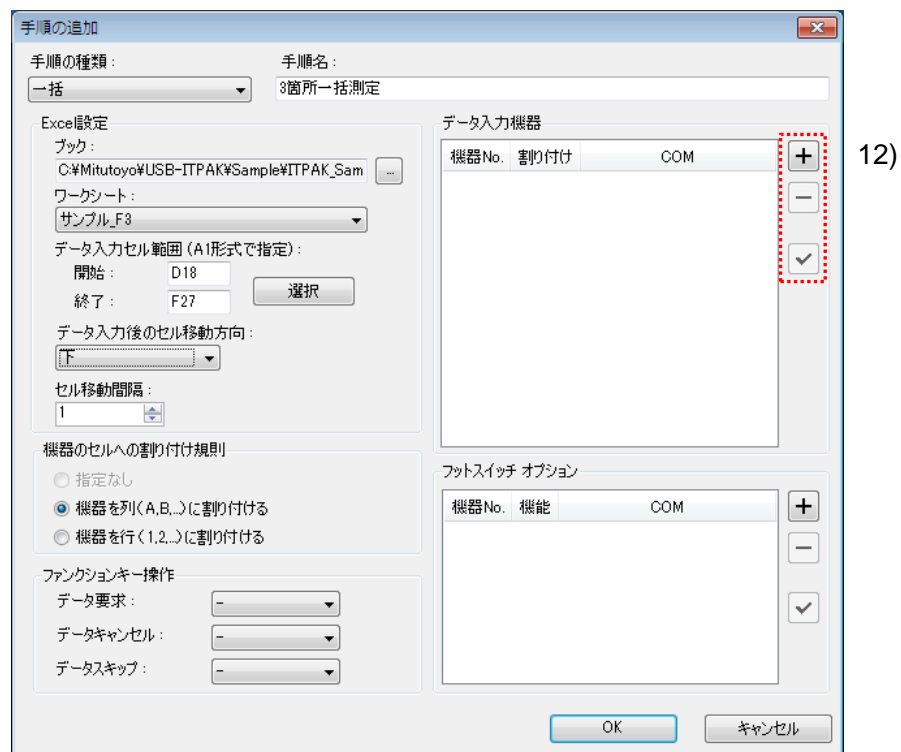 手順の追加
手順の種類： 手順名：
一括 3箇所一括測定
Excel設定
ブック：
C:¥Mitutoyo¥USB-ITPAK¥Sample¥ITPAK_Sam ...
ワークシート：
サンプル_F3
データ入力セル範囲（A1形式で指定）：
開始： D18
選択
終了： F27
データ入力後のセル移動方向：
下
セル移動間隔：
1
機器のセルへの割り付け規則
指定なし
機器を列（A,B,...）に割り付ける
機器を行（1,2,...）に割り付ける
ファンクションキー操作
データ要求： -
データキャンセル： -
データスキップ： -
データ入力機器
機器No. 割り付け COM
12)
フットスイッチ オプション
機器No. 機能 COM
OK キャンセル